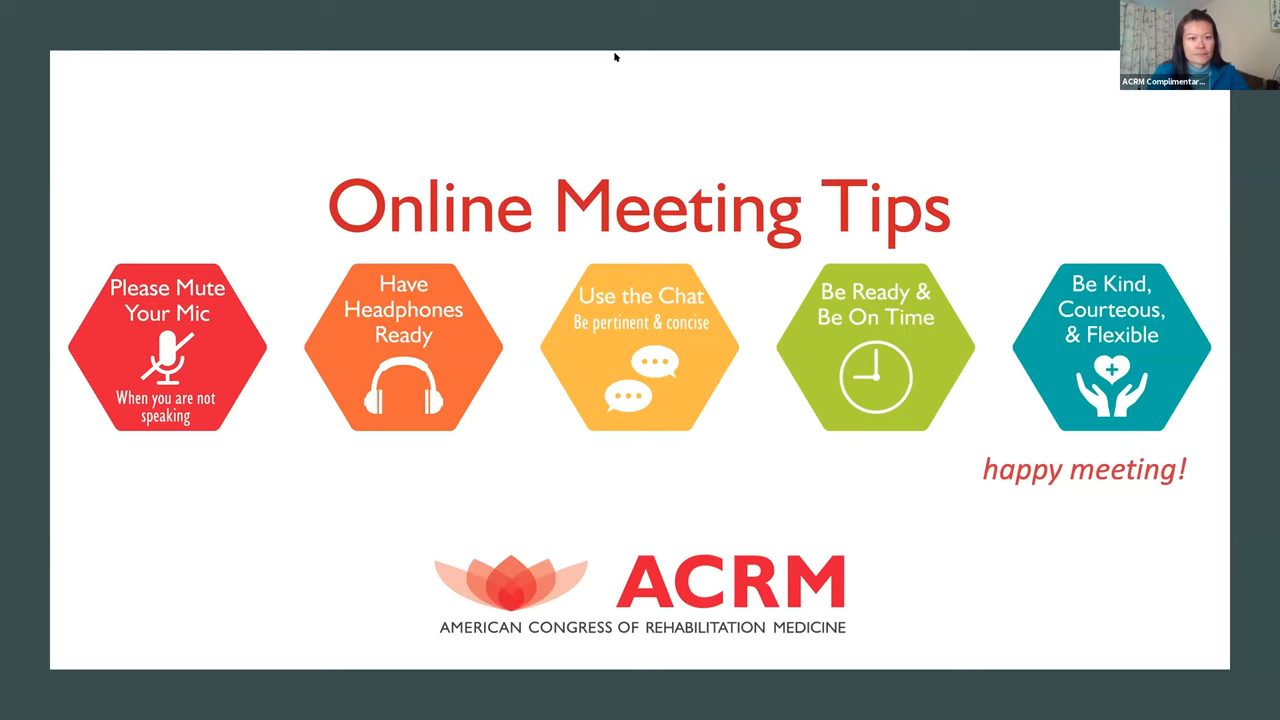 ACRM Complimentar...
Online Meeting Tips
Please Mute
Your Mic
When you are not
speaking
Have
Headphones
Ready
Use the Chat
Be pertinent & concise
Be Ready &
Be On Time
Be Kind,
Courteous,
& Flexible
happy meeting!
ACRM
AMERICAN CONGRESS OF REHABILITATION MEDICINE